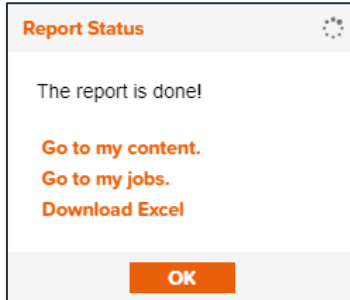 Report Status
The report is done!
Go to my content.
Go to my jobs.
Download Excel
OK